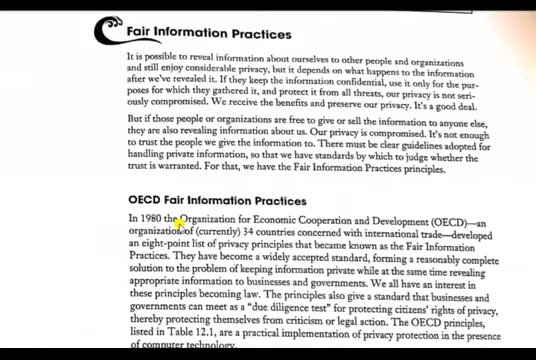 Fair Information Practices
It is possible to reveal information about ourselves to other people and organizations
and still enjoy considerable privacy, but it depends on what happens to the information
after we've revealed it. If they keep the information confidential, use it only for the pur-
poses for which they gathered it, and protect it from all threats, our privacy is not seri-
ously compromised. We receive the benefits and preserve our privacy. It's a good deal.
But if those people or organizations are free to give or sell the information to anyone else,
they are also revealing information about us. Our privacy is compromised. It's not enough
to trust the people we give the information to. There must be clear guidelines adopted for
handling private information, so that we have standards by which to judge whether the
trust is warranted. For that, we have the Fair Information Practices principles.
OECD Fair Information Practices
In 1980 the Organization for Economic Cooperation and Development (OECD)—an
organization of (currently) 34 countries concerned with international trade—developed
an eight-point list of privacy principles that became known as the Fair Information
Practices. They have become a widely accepted standard, forming a reasonably complete
solution to the problem of keeping information private while at the same time revealing
appropriate information to businesses and governments. We all have an interest in
these principles becoming law. The principles also give a standard that businesses and
governments can meet as a "due diligence test" for protecting citizens' rights of privacy,
thereby protecting themselves from criticism or legal action. The OECD principles,
listed in Table 12.1, are a practical implementation of privacy protection in the presence
of computer technology.